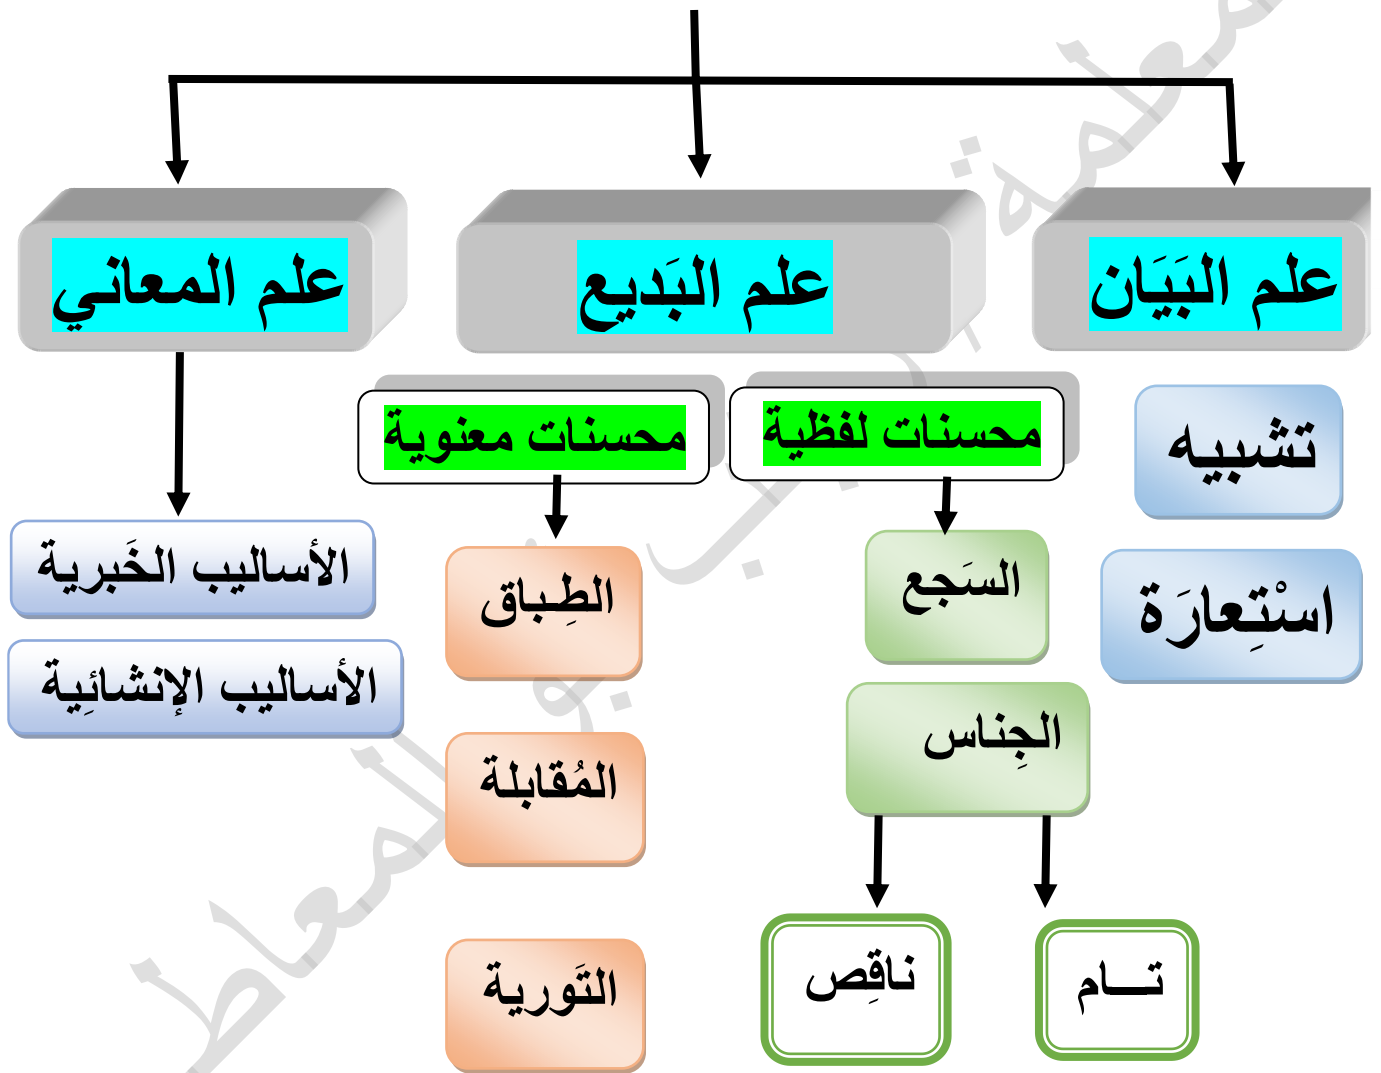 علم البَيَان
علم البَديع
علم المعاني
محسنات لفظية
محسنات معنوية
تشبيه
اسْتِعارَة
السَجع
الجِناس
تـــام
ناقِص
الطِباق
المُقابلة
التَورية
الأساليب الخَبرية
الأساليب الإنشائِية